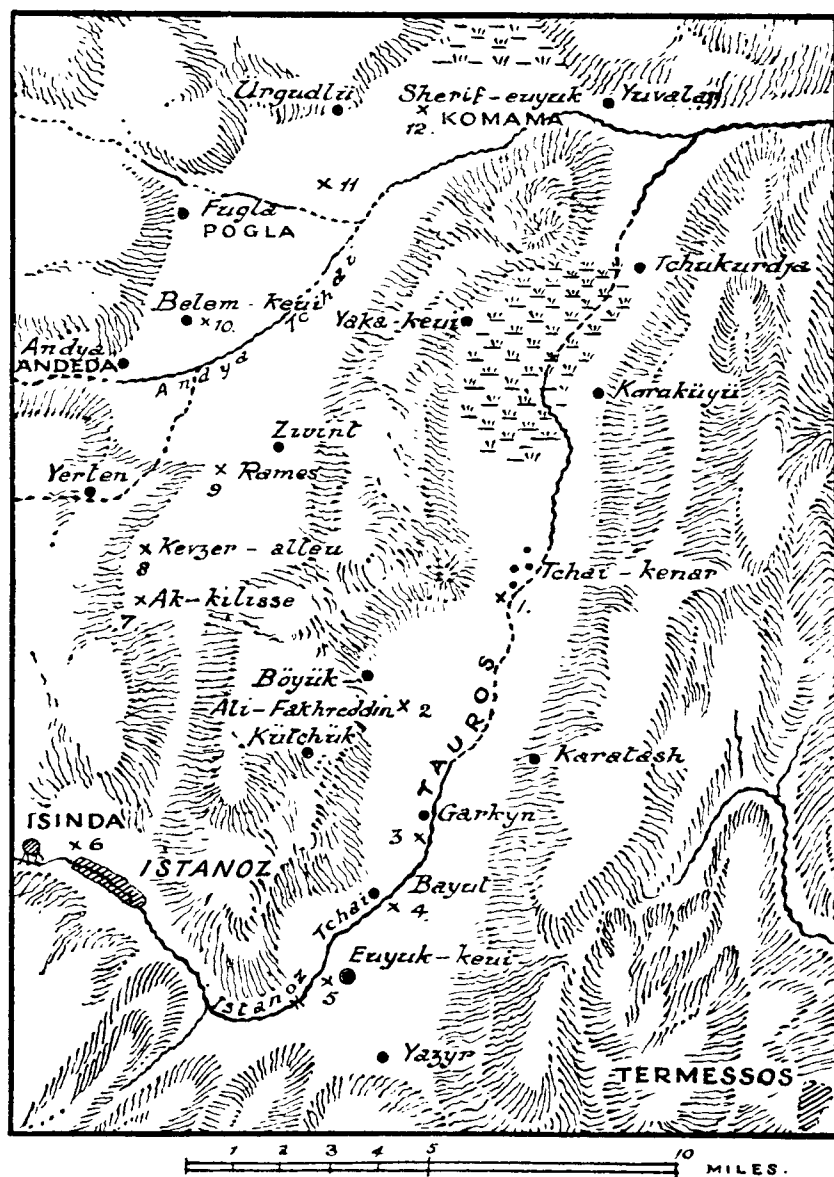 Urgudlü
Sherif-euyuk
Yuvalar
12.
KOMAMA
11
Fugla
POGLA
Tchukurdja
Belem-keui
10.
Tchai
Yaka-keui
Andya
ANDEDA
Andya
Karaküyü
Zivint
Yerten
Rames
9
Kevzer-alleu
8
Tchai-kenar
Ak-kilisse
1.
7
Böyük-
Ali-Fakhreddin
2
TAUROS
Kütchük
Karatash
ISINDA
Garkyn
6
3
ISTANOZ
Bayut
Tchai
4.
Euyuk-keui
Istanoz
5
Yazyr
TERMESSOS
1 2 3 4 5 10
MILES.